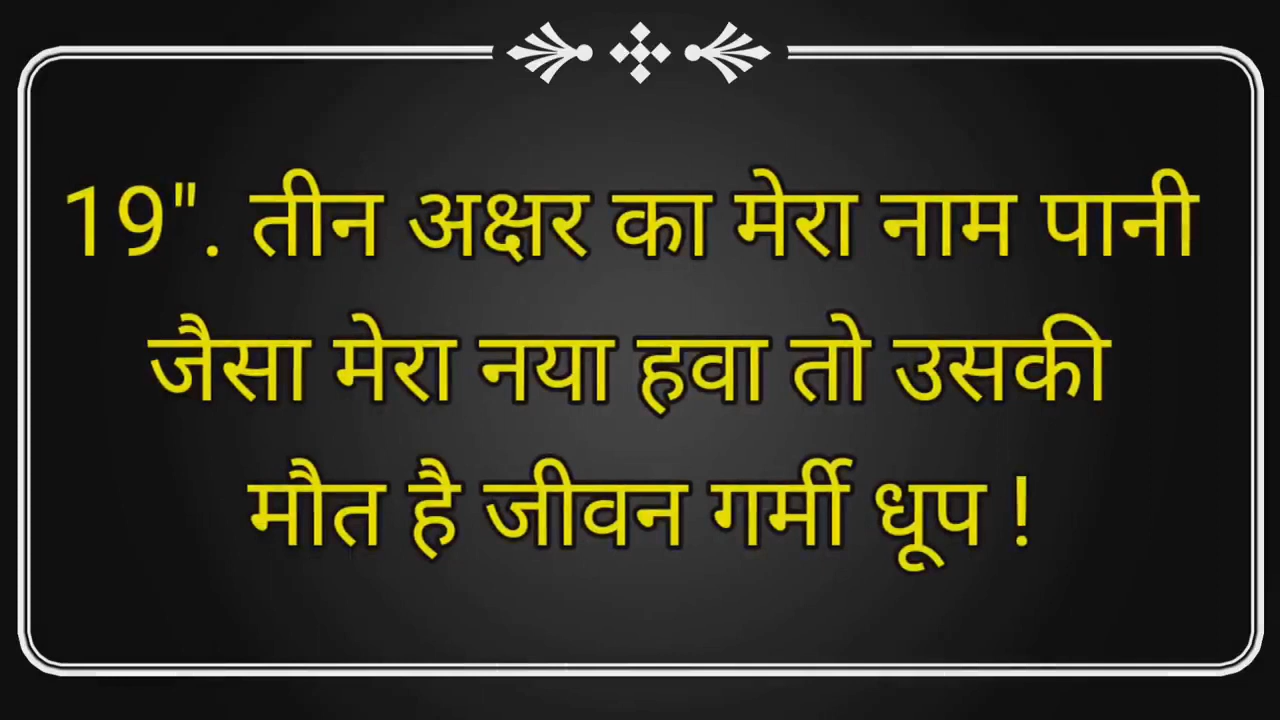 19". तीन अक्षर का मेरा नाम पानी
जैसा मेरा नया हवा तो उसकी
मौत है जीवन गर्मी धूप !